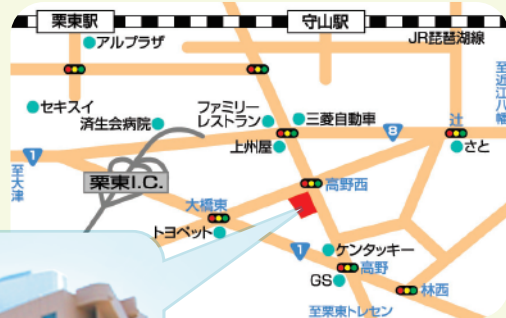 栗東駅
守山駅
アルプラザ
JR琵琶湖線
至近江八幡
セキスイ
済生会病院
ファミリー
レストラン
三菱自動車
8
辻
さと
上州屋
1
至大津
栗東I.C.
高野西
大橋東
トヨペット
1
ケンタッキー
高野
GS
林西
至栗東トレセン